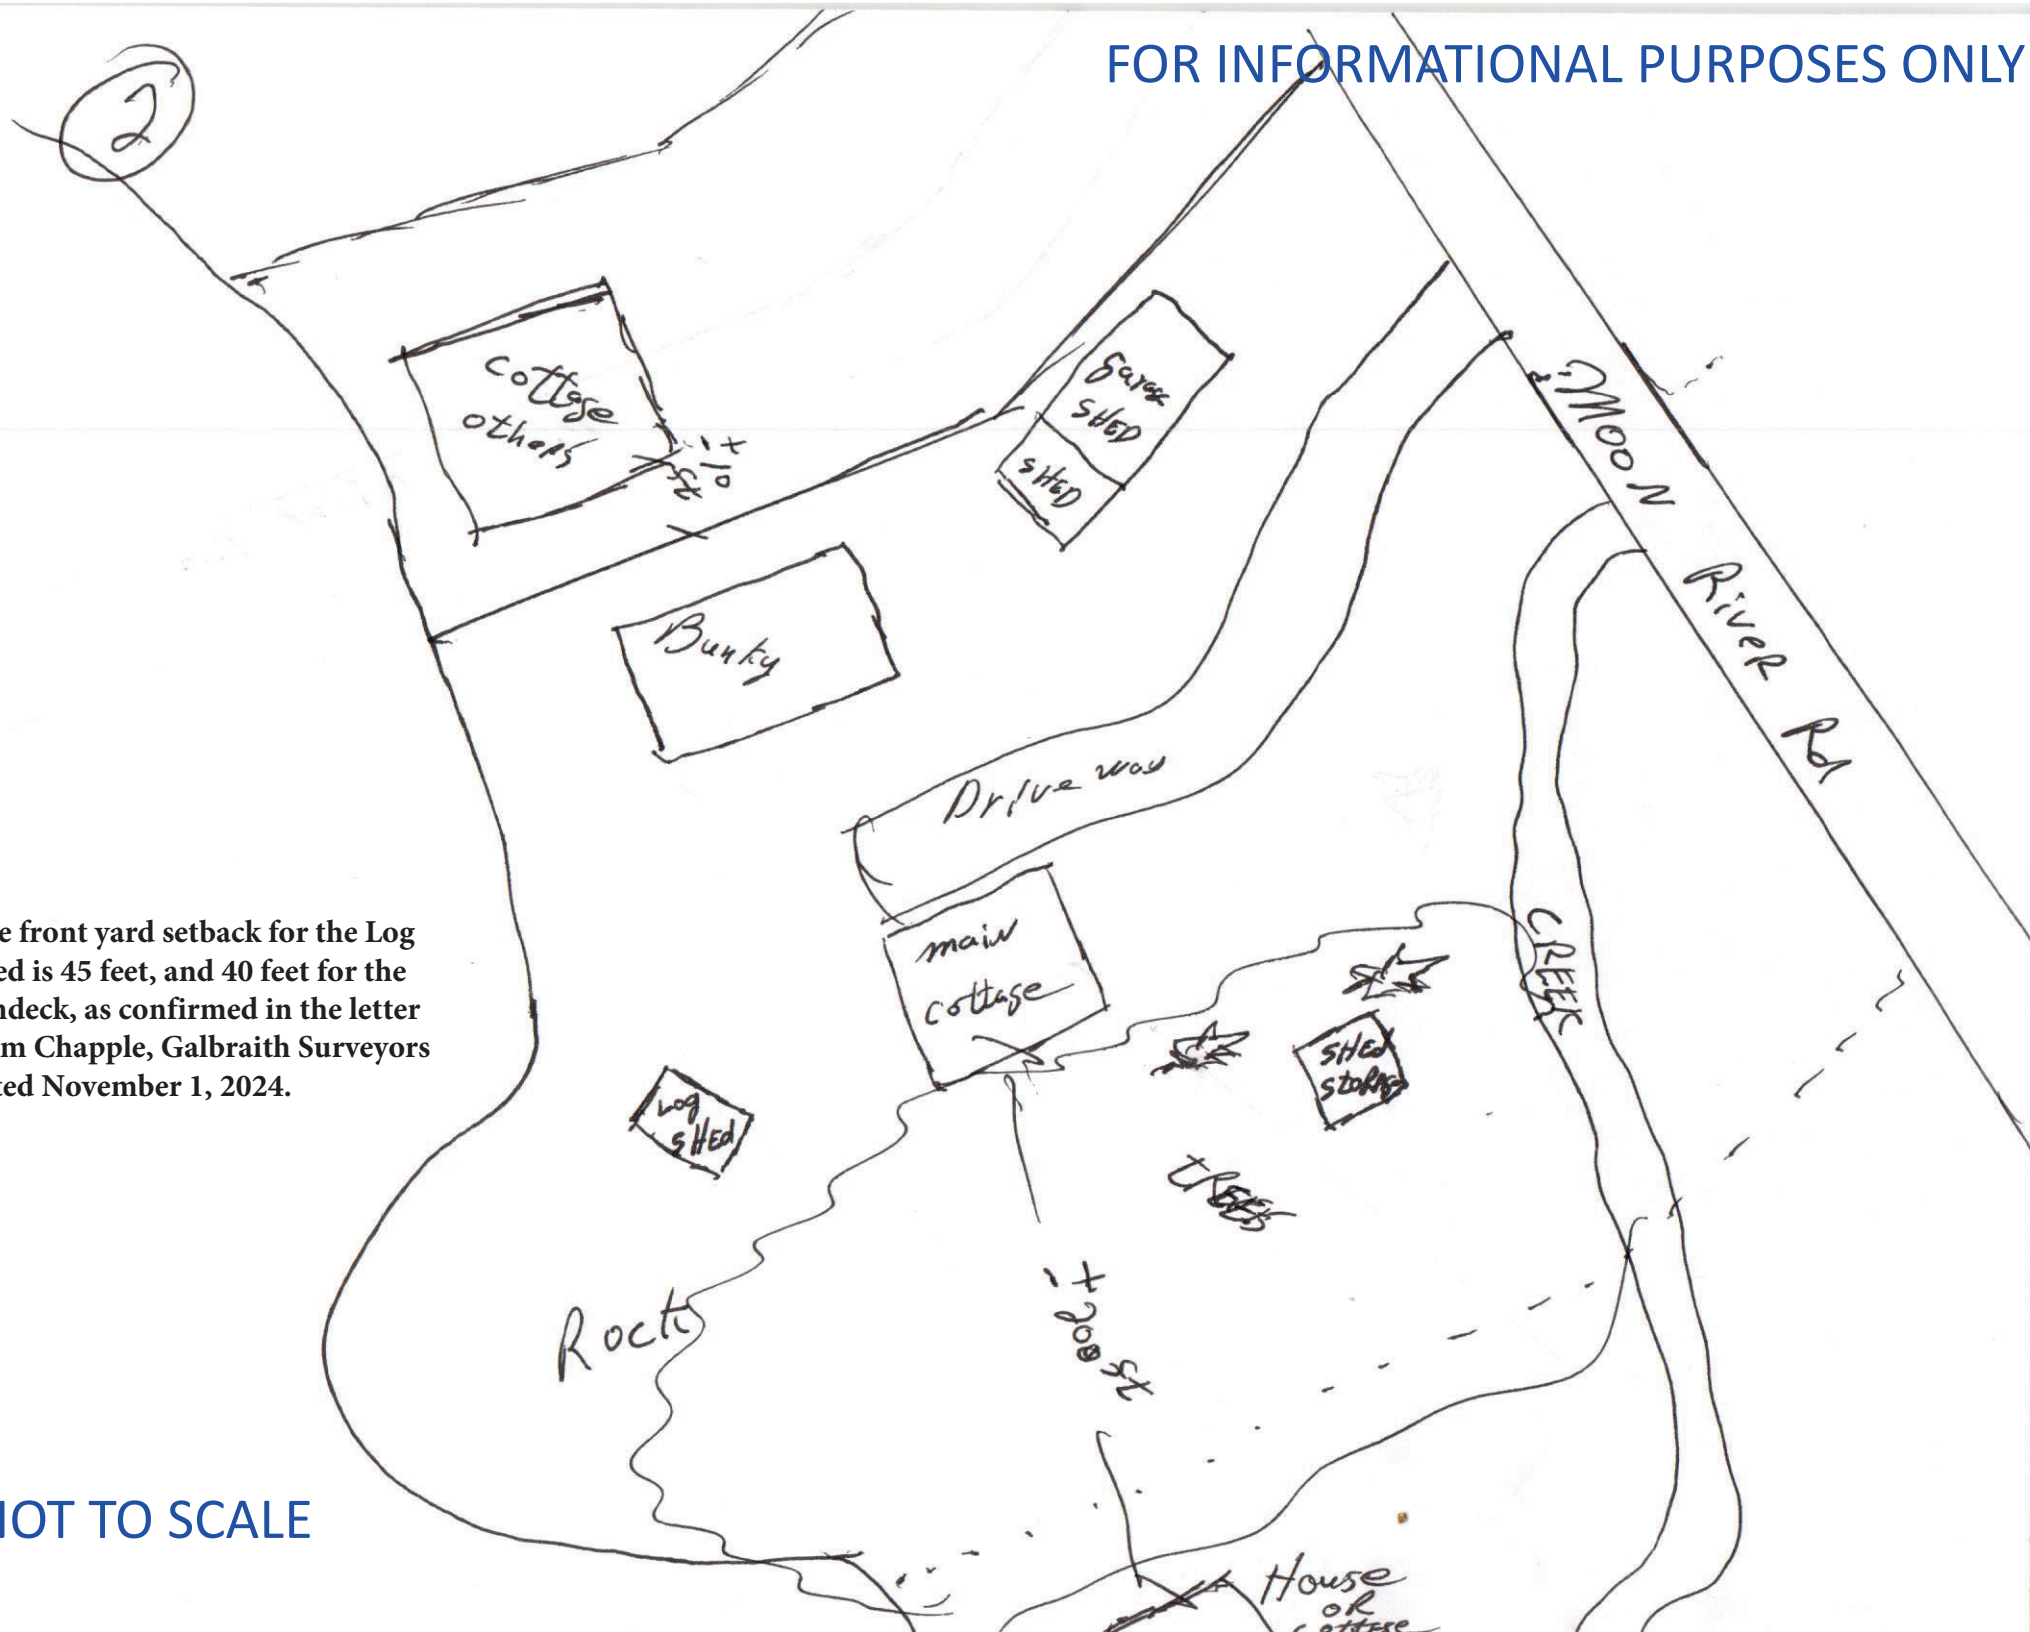 FOR INFORMATIONAL PURPOSES ONLY
2
Cottage
others
± 10
ft
garage
SHED
SHED
MOON River Rd
Bunky
Drive way
main
cottage
CREEK
e front yard setback for the Log
ed is 45 feet, and 40 feet for the
ndeck, as confirmed in the letter
m Chapple, Galbraith Surveyors
ted November 1, 2024.
SHED
STORAGE
Log
SHEd
tREES
± 200 ft
Rock
NOT TO SCALE
House
OR
cottage